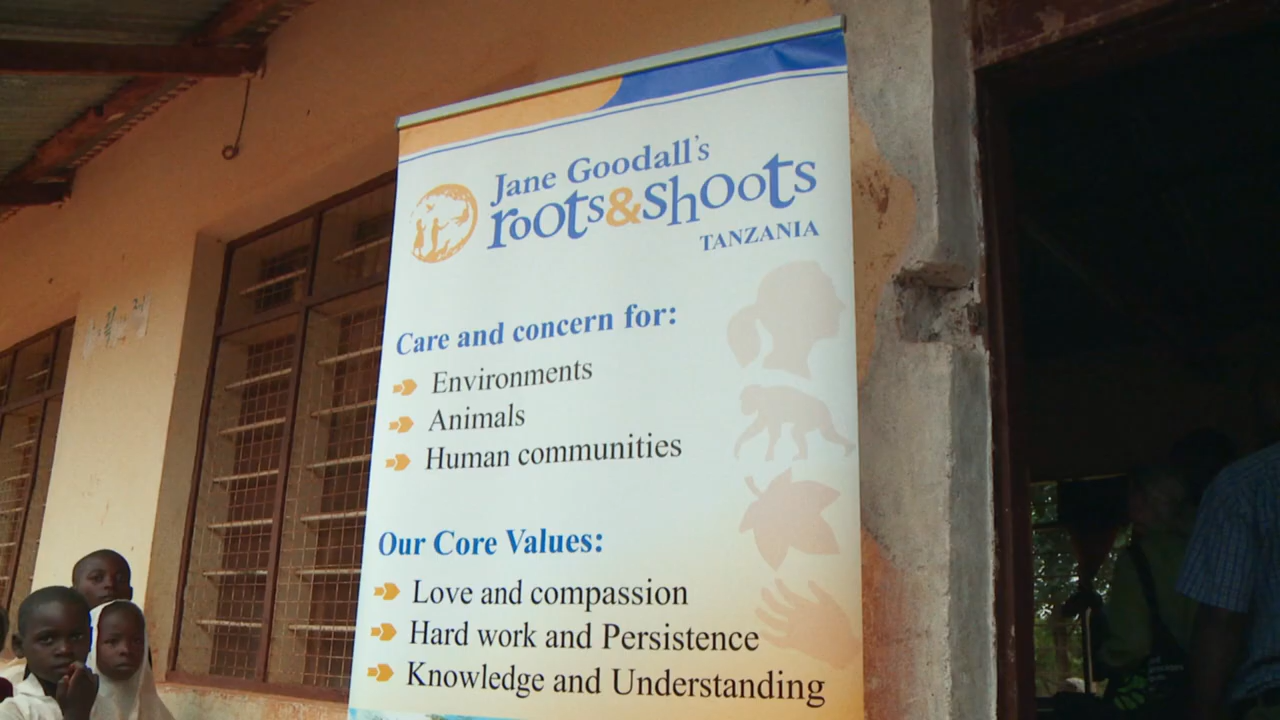 Jane Goodall's
roots&shoots
TANZANIA
Care and concern for:
Environments
Animals
Human communities
Our Core Values:
Love and compassion
Hard work and Persistence
Knowledge and Understanding